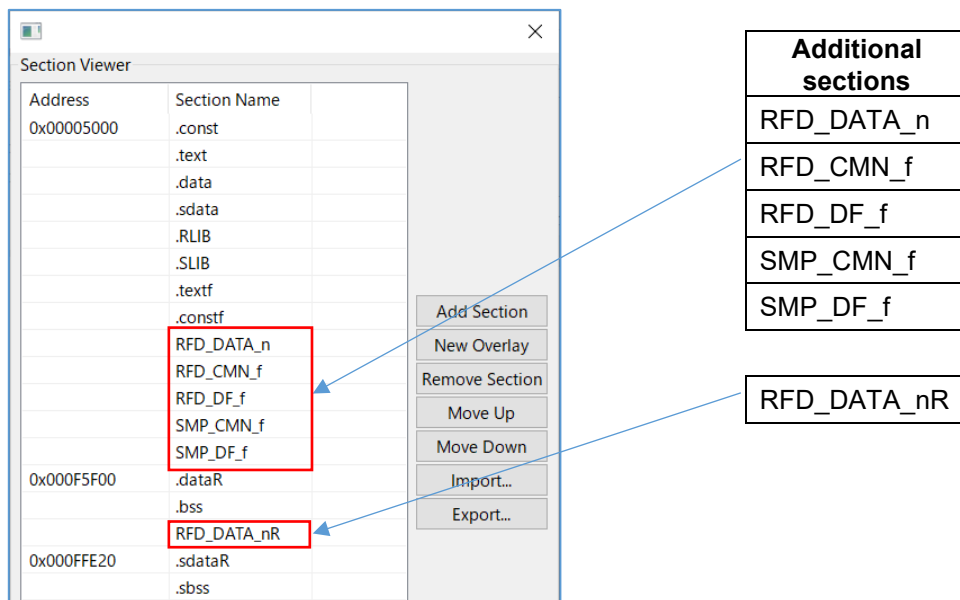 Section Viewer
Address Section Name
0x00005000 .const
.text
.data
.sdata
.RLIB
.SLIB
.textf
.constf
RFD_DATA_n
RFD_CMN_f
RFD_DF_f
SMP_CMN_f
SMP_DF_f
0x000F5F00 .dataR
.bss
RFD_DATA_nR
0x000FFE20 .sdataR
.sbss
Add Section
New Overlay
Remove Section
Move Up
Move Down
Import...
Export...
Additional
sections
RFD_DATA_n
RFD_CMN_f
RFD_DF_f
SMP_CMN_f
SMP_DF_f
RFD_DATA_nR